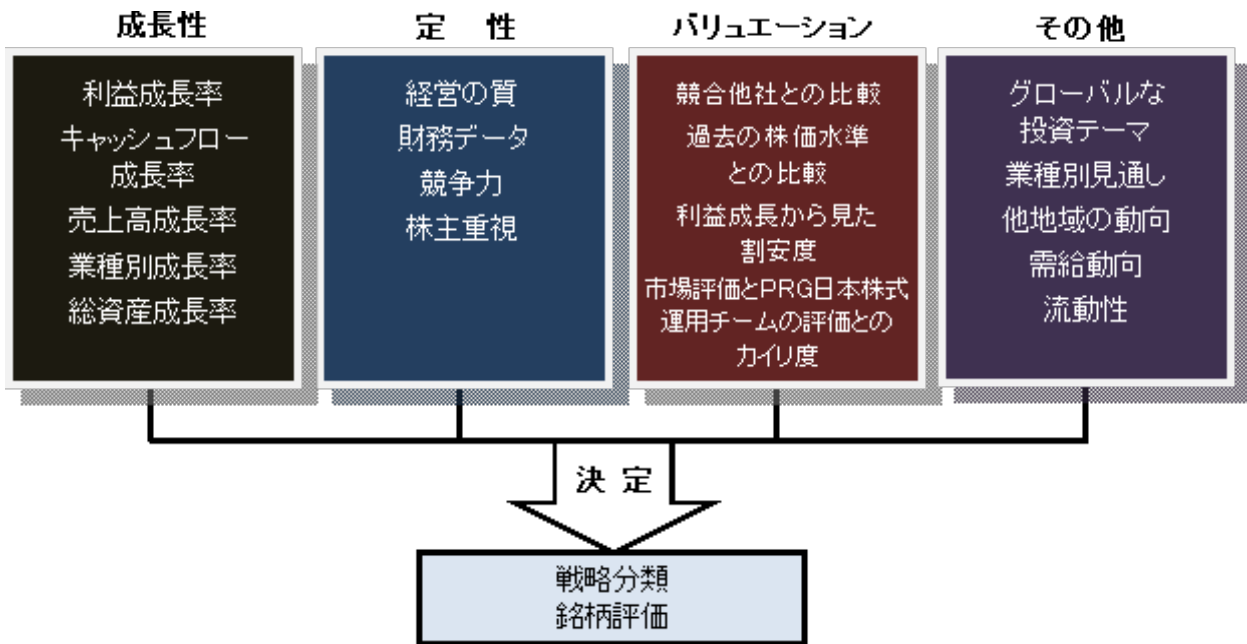 成長性
利益成長率
キャッシュフロー
成長率
売上高成長率
業種別成長率
総資産成長率
定 性
経営の質
財務データ
競争力
株主重視
バリュエーション
競合他社との比較
過去の株価水準
との比較
利益成長から見た
割安度
市場評価とPRG日本株式
運用チームの評価との
カイリ度
その他
グローバルな
投資テーマ
業種別見通し
他地域の動向
需給動向
流動性
決 定
戦略分類
銘柄評価